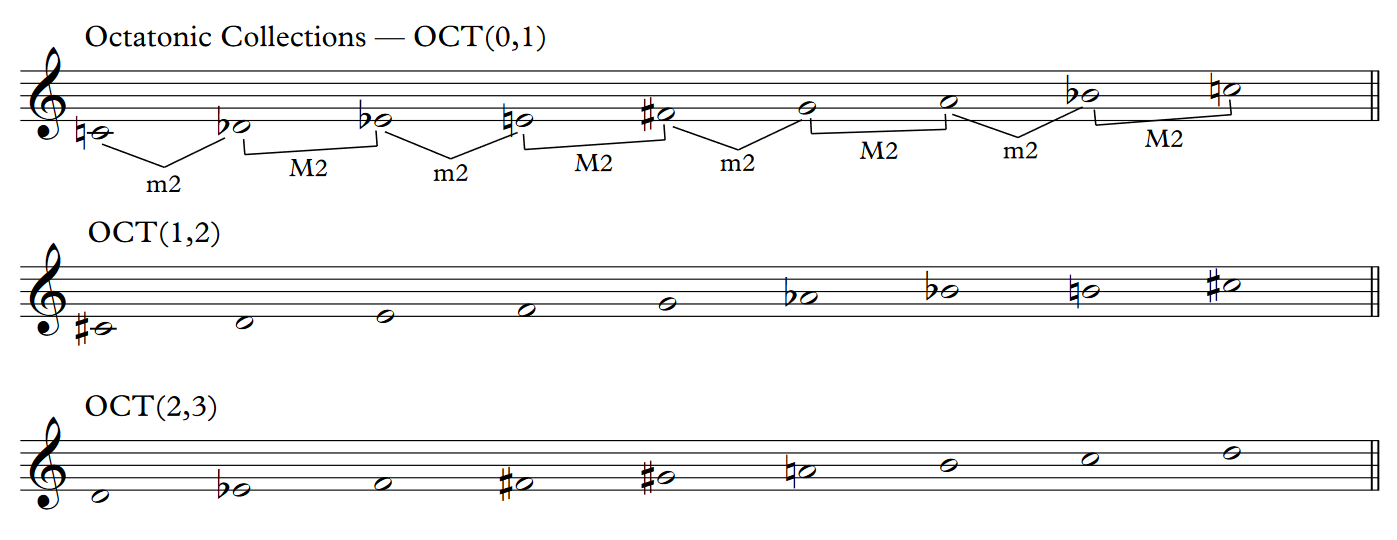 Octatonic Collections — OCT(0,1)
m2 M2 m2 M2 m2 M2 m2 M2
OCT(1,2)
OCT(2,3)